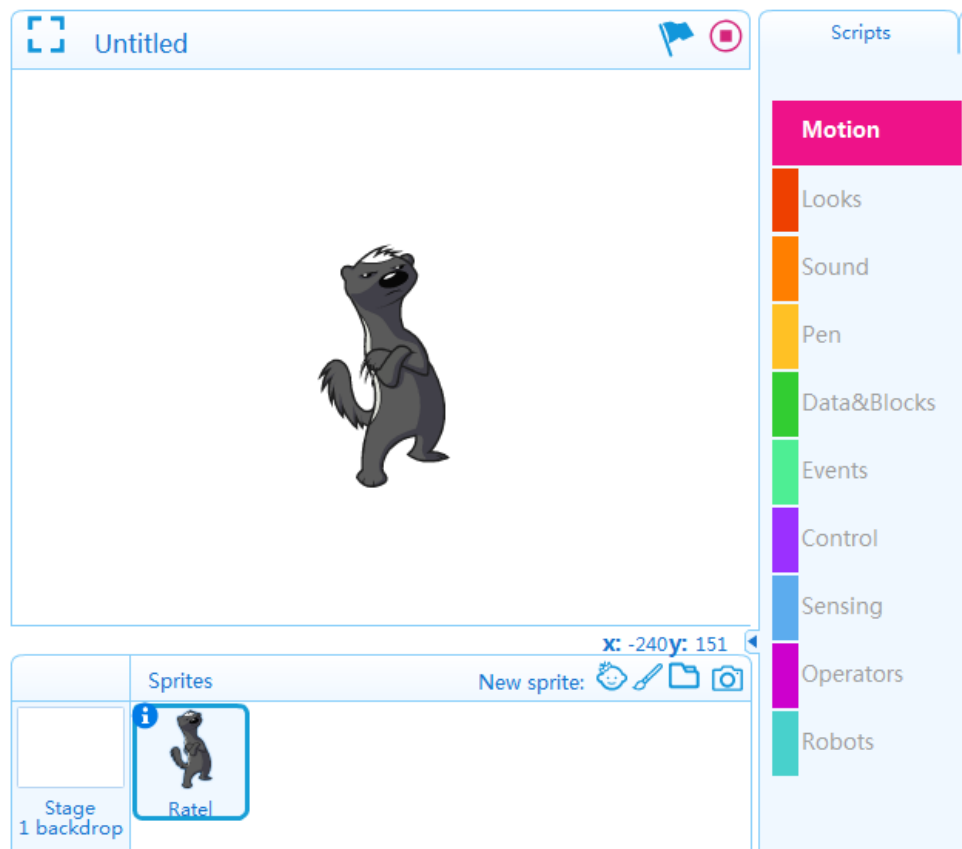 Untitled
Scripts
Motion
Looks
Sound
Pen
Data&Blocks
Events
Control
Sensing
Operators
Robots
x: -240 y: 151
Sprites
New sprite:
Stage
1 backdrop
Ratel